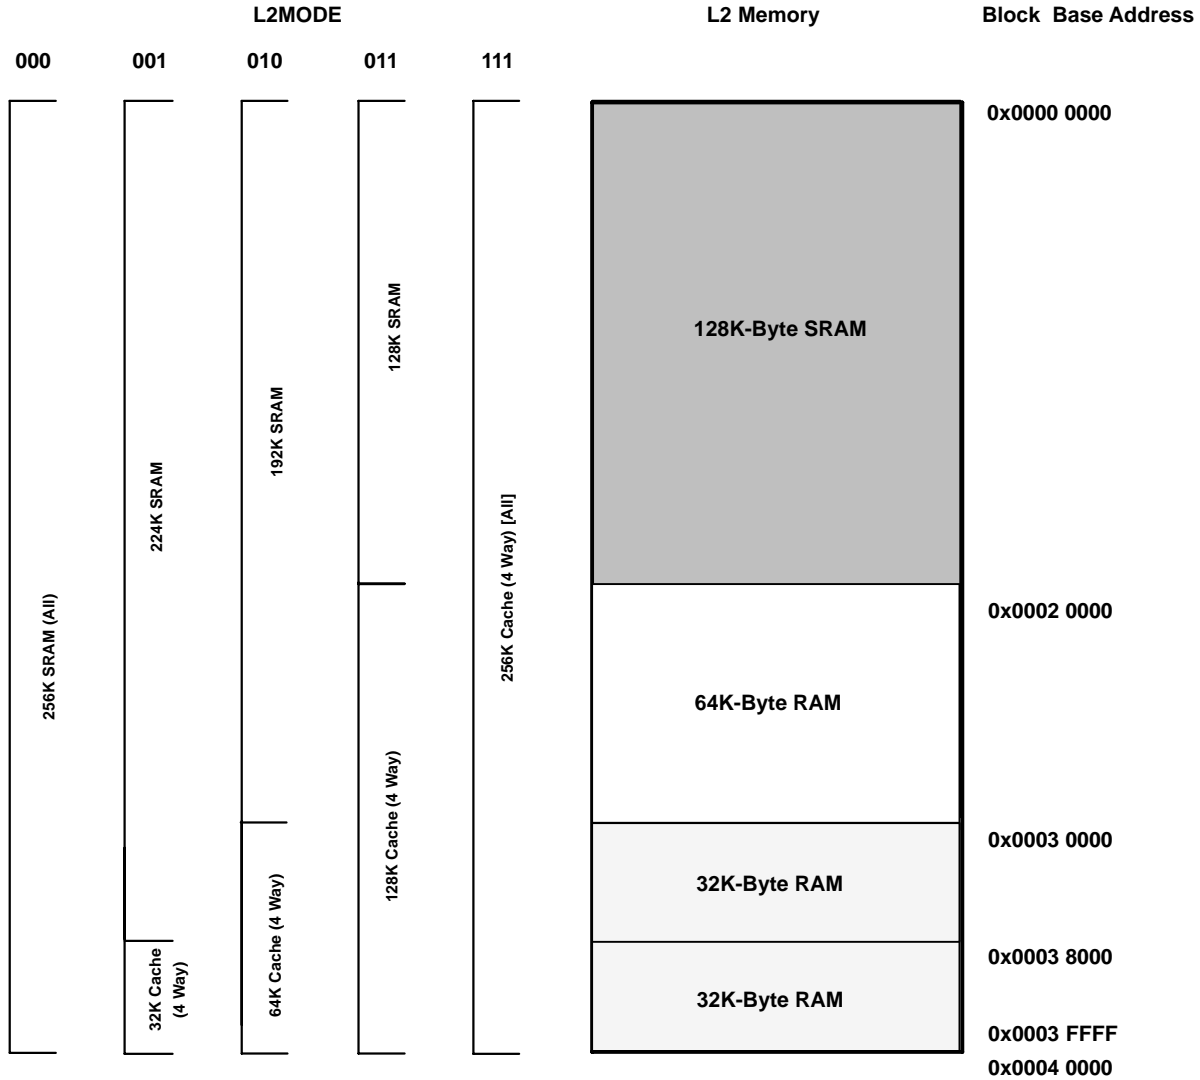 L2MODE
L2 Memory
Block Base Address
000
001
010
011
111
256K SRAM (All)
224K SRAM
32K Cache
(4 Way)
192K SRAM
64K Cache (4 Way)
128K SRAM
128K Cache (4 Way)
256K Cache (4 Way) [All]
128K-Byte SRAM
64K-Byte RAM
32K-Byte RAM
32K-Byte RAM
0x0000 0000
0x0002 0000
0x0003 0000
0x0003 8000
0x0003 FFFF
0x0004 0000